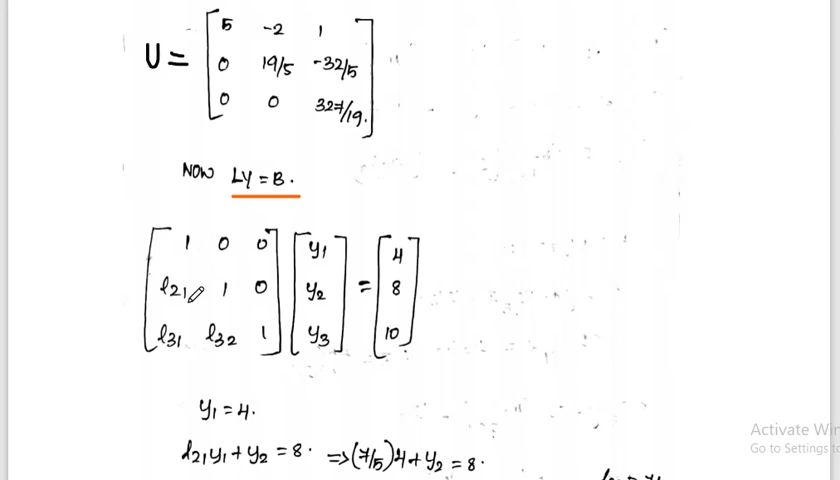 5 -2 1
U = 0 19/5 -32/5
0 0 327/19.
NOW LY = B.
1 0 0 y1 4
l21 1 0 y2 = 8
l31 l32 1 y3 10
y1 = 4.
l21y1 + y2 = 8. => (7/5)4 + y2 = 8.
Activate Win
Go to Settings to